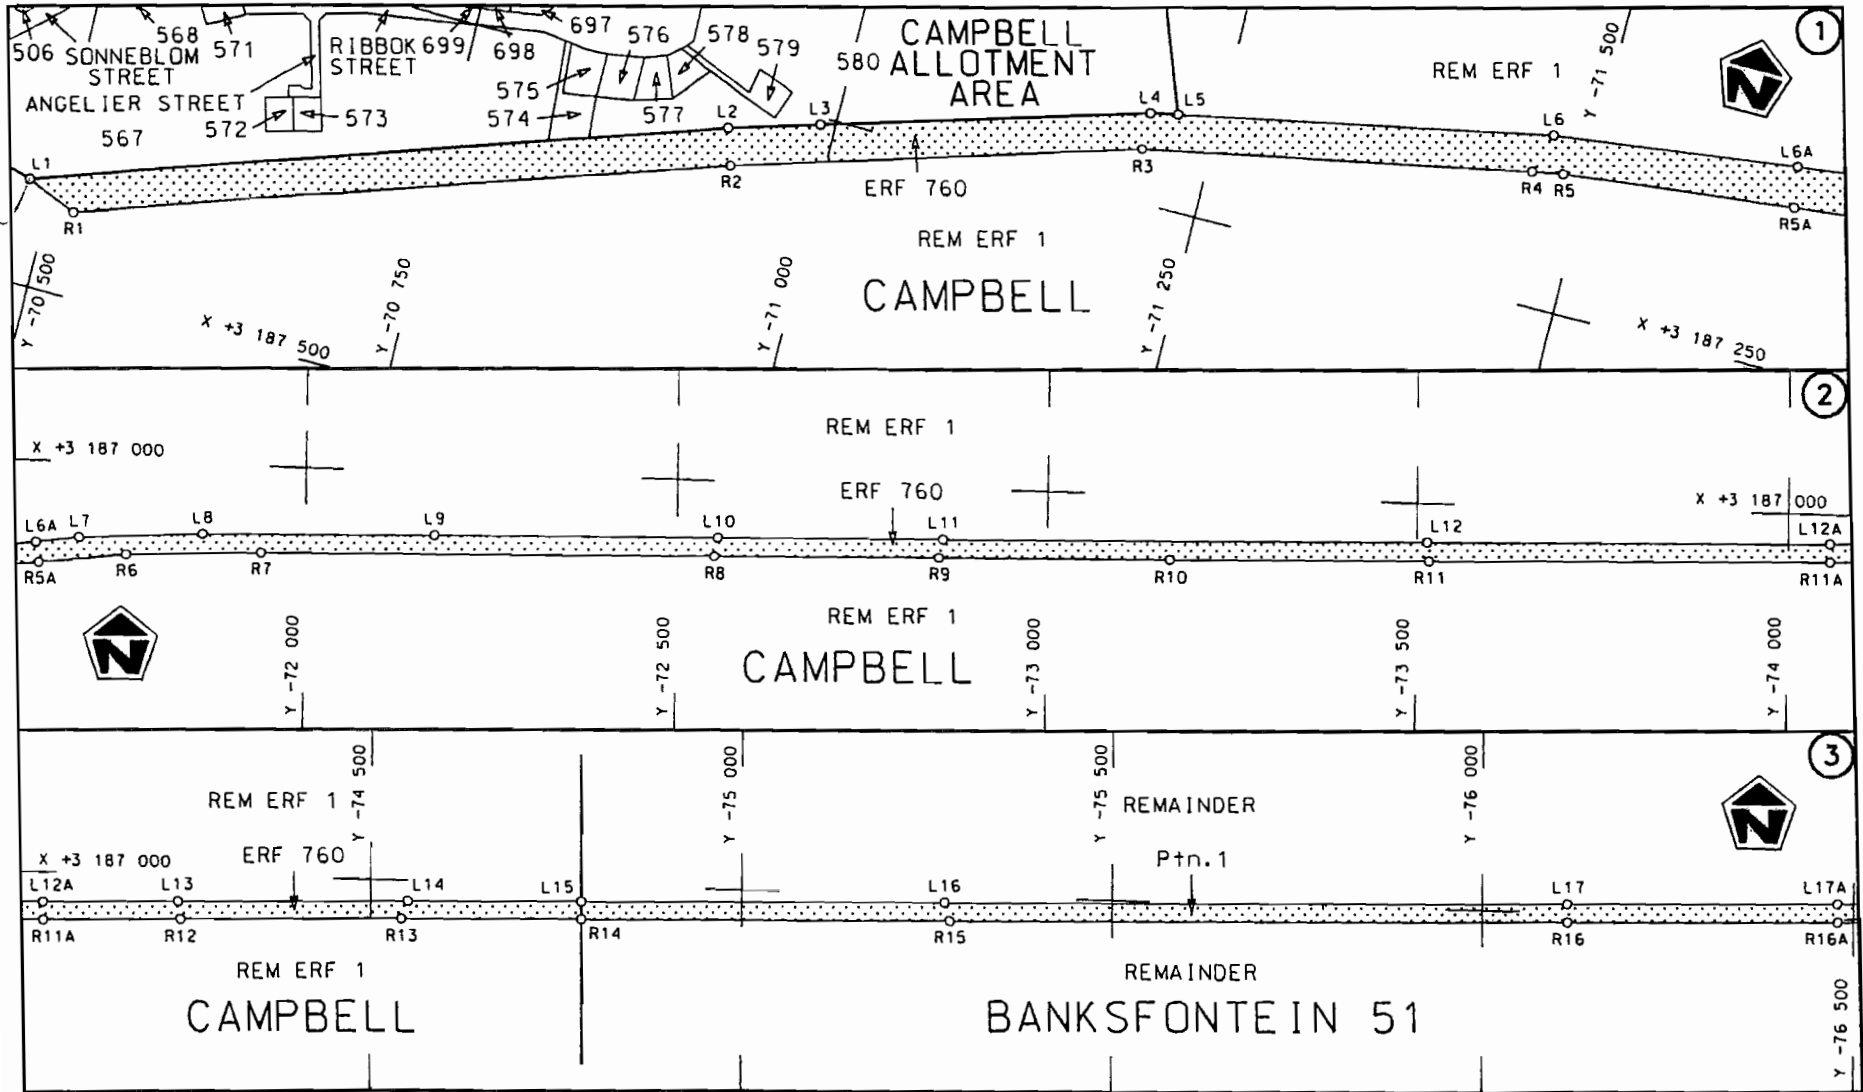 506
SONNEBLOM
STREET
568
571
RIBBOK
STREET
699
698
697
576
578
579
575
574
577
580
CAMPBELL
ALLOTMENT
AREA
REM ERF 1
Y -71 500
1
N
ANGELIER STREET
572
573
567
L1
L2
L3
L4
L5
L6
L6A
R1
R2
R3
R4
R5
R5A
ERF 760
REM ERF 1
CAMPBELL
Y -70 500
X +3 187 500
Y -70 750
Y -71 000
Y -71 250
X +3 187 250
2
REM ERF 1
X +3 187 000
ERF 760
X +3 187 000
L6A
L7
L8
L9
L10
L11
L12
L12A
R5A
R6
R7
R8
R9
R10
R11
R11A
N
REM ERF 1
CAMPBELL
Y -72 000
Y -72 500
Y -73 000
Y -73 500
Y -74 000
3
REM ERF 1
Y -74 500
Y -75 000
Y -75 500
REMAINDER
Y -76 000
N
X +3 187 000
ERF 760
Ptn.1
L12A
L13
L14
L15
L16
L17
L17A
R11A
R12
R13
R14
R15
R16
R16A
REM ERF 1
CAMPBELL
REMAINDER
BANKSFONTEIN 51
Y -76 500